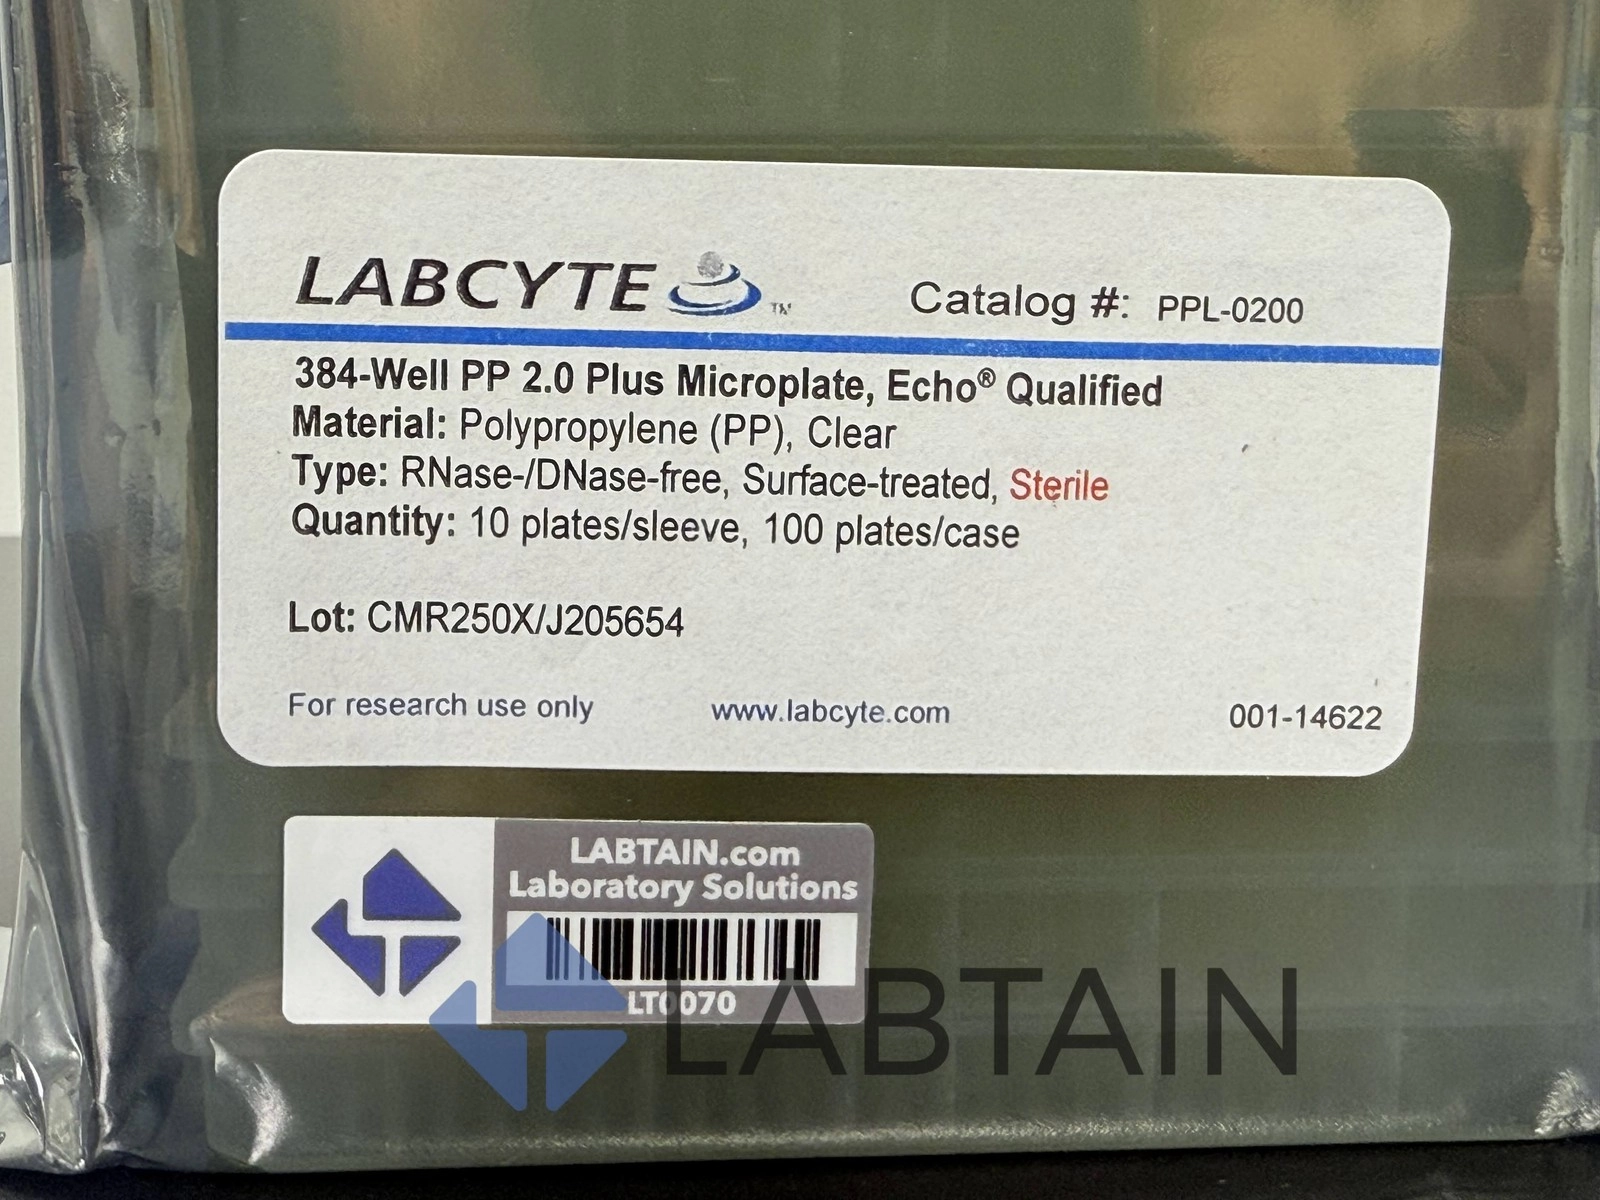 LABCYTE ™ Catalog #: PPL-0200
384-Well PP 2.0 Plus Microplate, Echo® Qualified
Material: Polypropylene (PP), Clear
Type: RNase-/DNase-free, Surface-treated, Sterile
Quantity: 10 plates/sleeve, 100 plates/case
Lot: CMR250X/J205654
For research use only www.labcyte.com 001-14622
LABTAIN.com
Laboratory Solutions
LT0070
LABTAIN